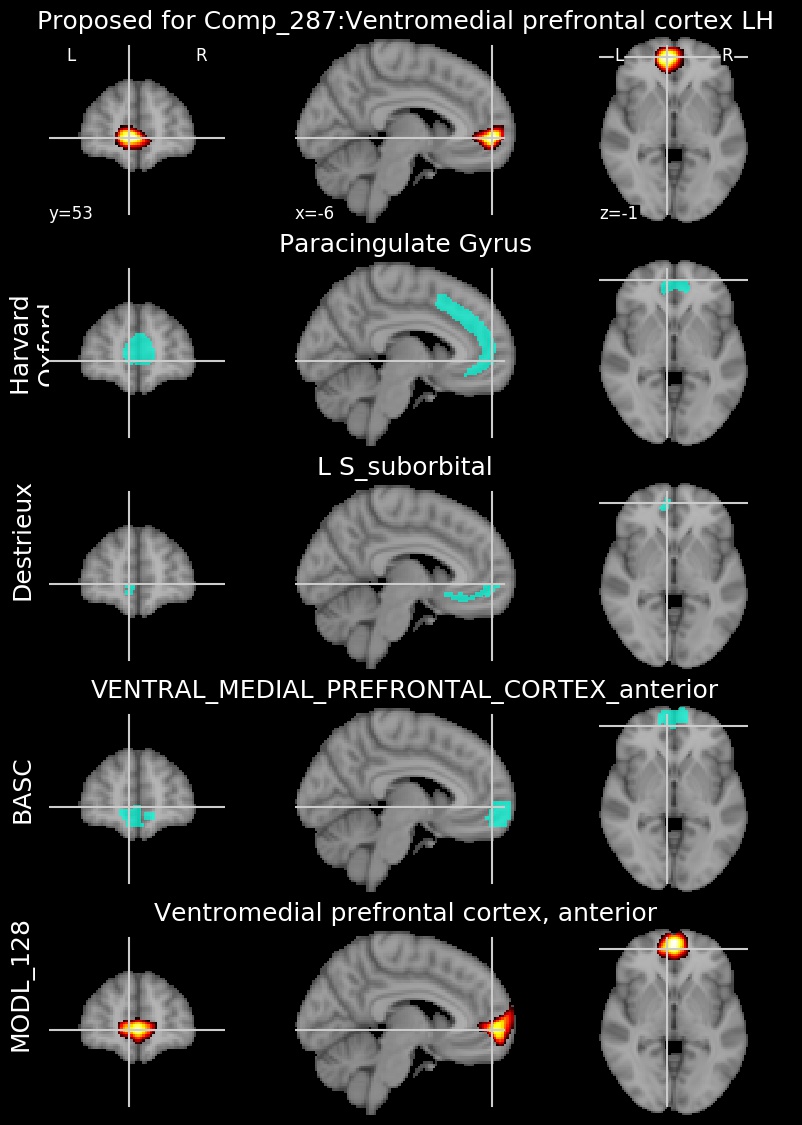 Proposed for Comp_287:Ventromedial prefrontal cortex LH
L R L R
y=53 x=-6 z=-1
Paracingulate Gyrus
Harvard
Oxford
L S_suborbital
Destrieux
VENTRAL_MEDIAL_PREFRONTAL_CORTEX_anterior
BASC
Ventromedial prefrontal cortex, anterior
MODL_128